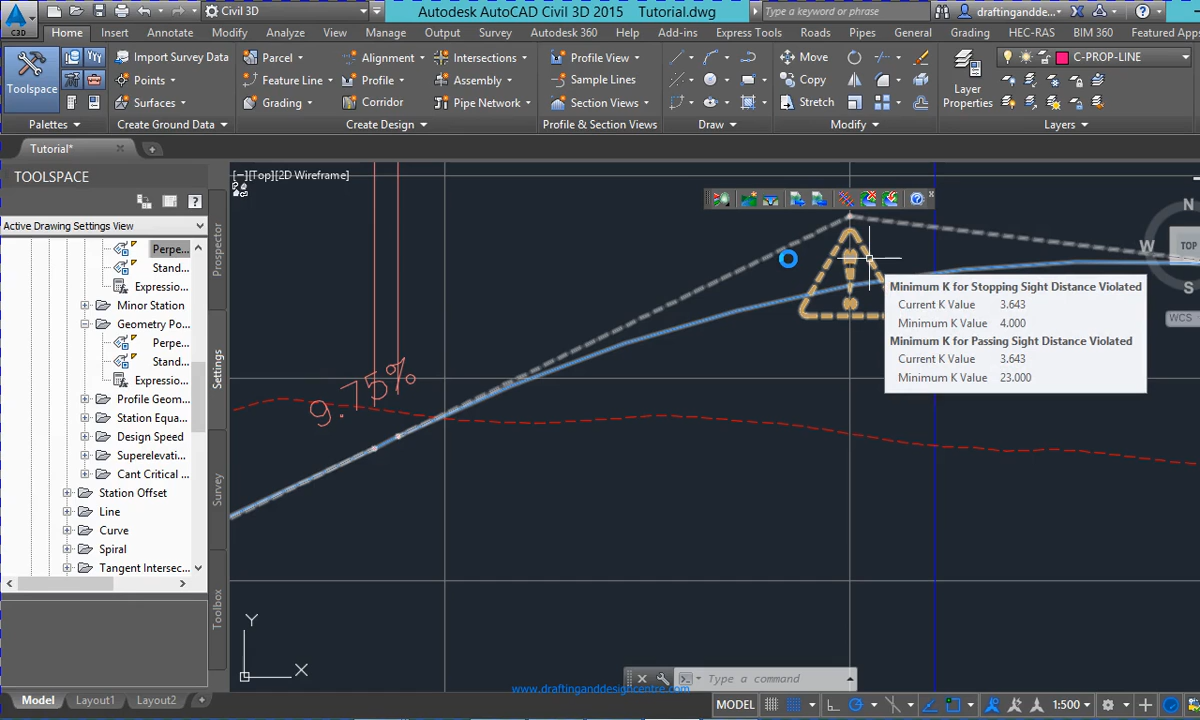 Civil 3D
Autodesk AutoCAD Civil 3D 2015 Tutorial.dwg
Type a keyword or phrase
draftinganddde...
C3D
Home Insert Annotate Modify Analyze View Manage Output Survey Autodesk 360 Help Add-ins Express Tools Roads Pipes General Grading HEC-RAS BIM 360 Featured Apps
Toolspace
Import Survey Data
Points
Surfaces
Parcel
Feature Line
Grading
Alignment
Profile
Corridor
Intersections
Assembly
Pipe Network
Profile View
Sample Lines
Section Views
Move
Copy
Stretch
Layer
Properties
C-PROP-LINE
Palettes Create Ground Data Create Design Profile & Section Views Draw Modify Layers
Tutorial*
TOOLSPACE
Active Drawing Settings View
Perpe...
Stand...
Expressio...
Minor Station
Geometry Po...
Perpe...
Stand...
Expressio...
Profile Geom...
Station Equa...
Design Speed
Superelevati...
Cant Critical ...
Station Offset
Line
Curve
Spiral
Tangent Intersec...
Prospector
Settings
Survey
Toolbox
[−][Top][2D Wireframe]
9.75%
Minimum K for Stopping Sight Distance Violated
Current K Value 3.643
Minimum K Value 4.000
Minimum K for Passing Sight Distance Violated
Current K Value 3.643
Minimum K Value 23.000
N
W
TOP
S
WCS
Y
X
Type a command
www.draftinganddesigncentre.com
Model Layout1 Layout2
MODEL
1:500